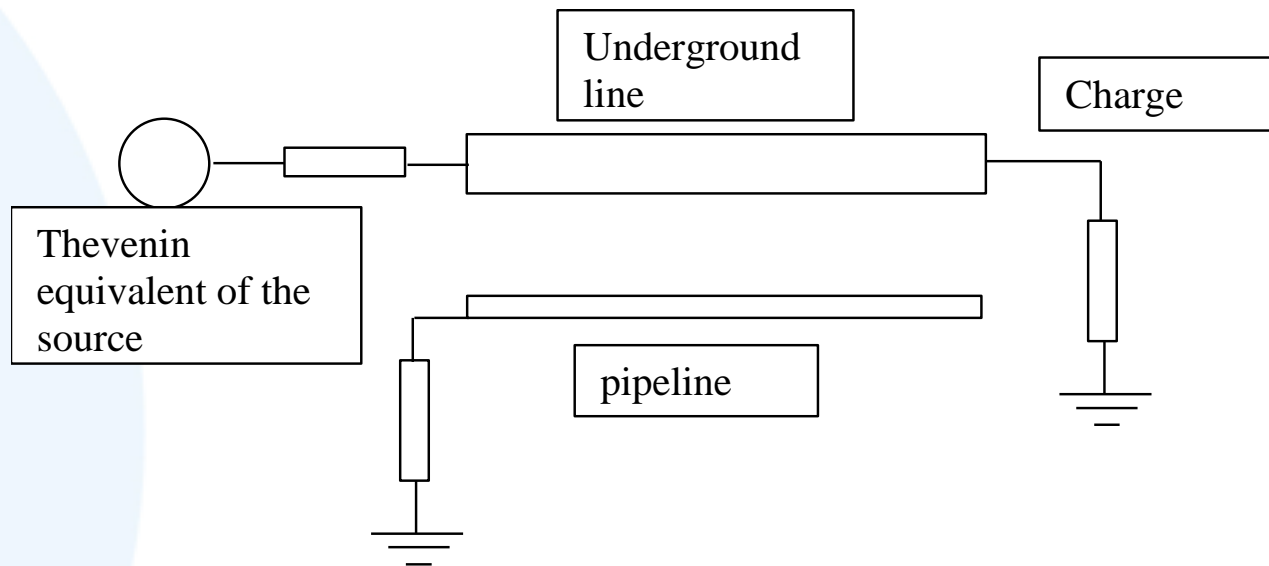 Underground
line
Charge
Thevenin
equivalent of the
source
pipeline